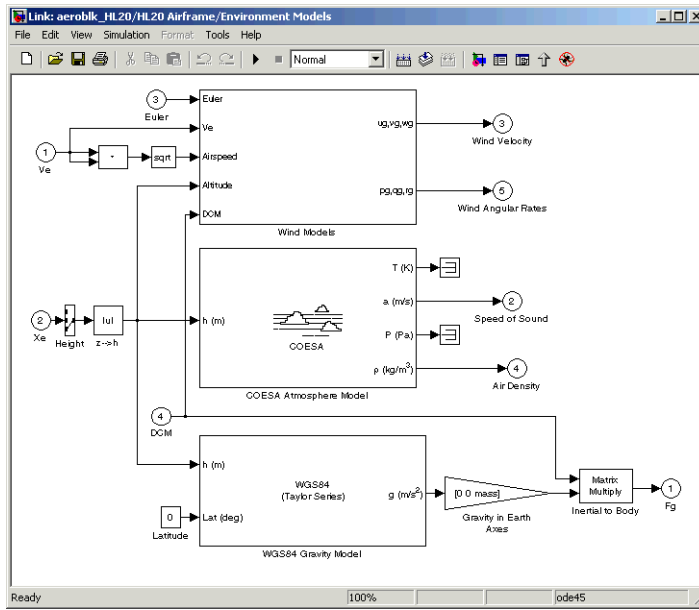 Link: aeroblk_HL20/HL20 Airframe/Environment Models
File Edit View Simulation Format Tools Help
Normal
3
Euler
Euler
ug,vg,wg
3
Wind Velocity
Ve
1
Ve
sqrt
Airspeed
Altitude
pg,qg,rg
5
Wind Angular Rates
DCM
Wind Models
T (K)
2
Xe
Height
|u|
z-->h
h (m)
COESA
a (m/s)
2
Speed of Sound
P (Pa)
ρ (kg/m³)
4
Air Density
COESA Atmosphere Model
4
DCM
h (m)
WGS84
(Taylor Series)
g (m/s²)
[0 0 mass]
Gravity in Earth
Axes
Matrix
Multiply
Inertial to Body
1
Fg
0
Latitude
Lat (deg)
WGS84 Gravity Model
Ready 100% ode45